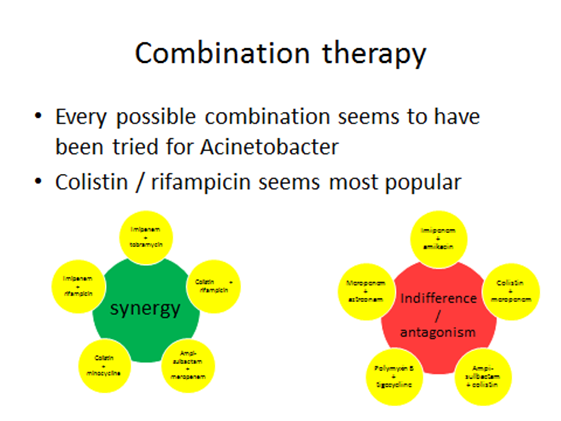 Combination therapy
• Every possible combination seems to have
been tried for Acinetobacter
• Colistin / rifampicin seems most popular
Imipenem
+
tobramycin
Imipenem
+
rifampicin
Colistin +
rifampicin
synergy
Colistin
+
minocycline
Ampi-
sulbactam
+
meropenem
Imipenem
+
amikacin
Meropenem
+
aztreonam
Colistin
+
meropenem
Indifference
/
antagonism
Polymyxin B
+
tigecycline
Ampi-
sulbactam
+ colistin